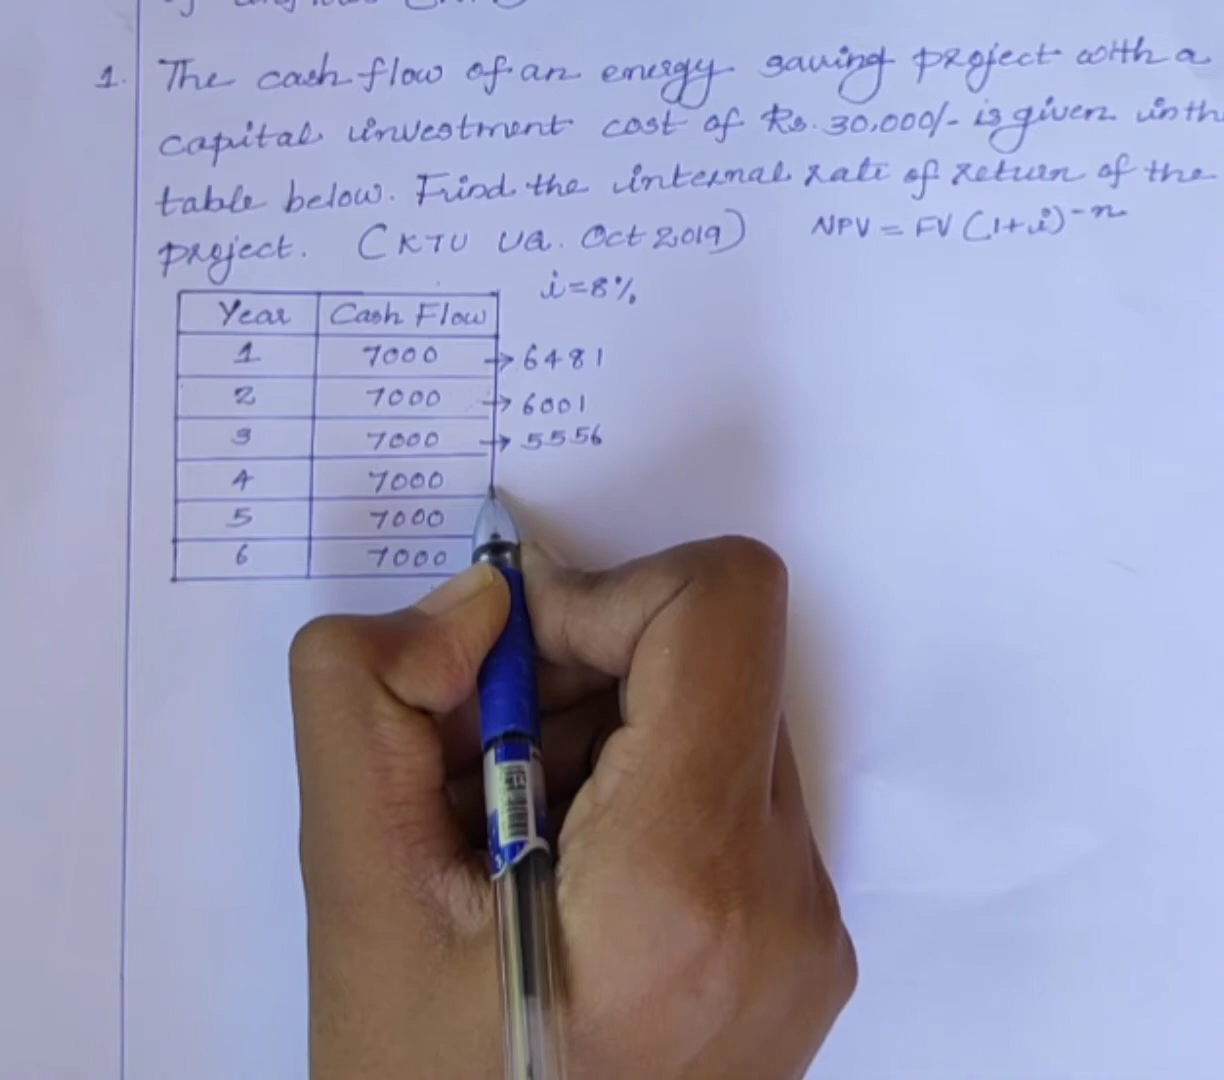 1. The cash flow of an energy saving project with a
capital investment cost of Rs. 30,000/- is given in th
table below. Find the internal rate of return of the
project. (KTU UQ. Oct 2019) NPV = FV (1+i)^-n
i=8%
Year Cash Flow
1 7000 → 6481
2 7000 → 6001
3 7000 → 5556
4 7000
5 7000
6 7000